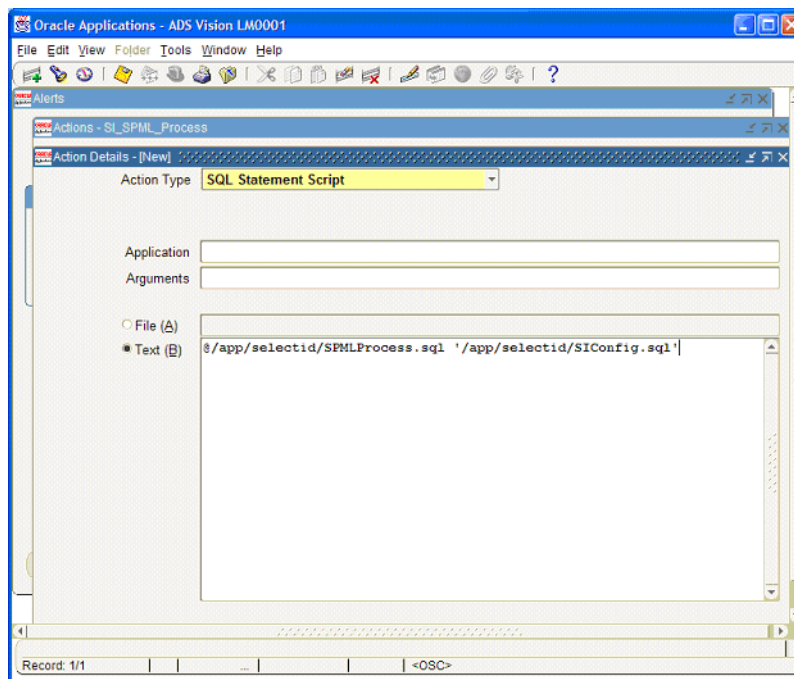 Oracle Applications - ADS Vision LM0001
File Edit View Folder Tools Window Help
Alerts
Actions - SI_SPML_Process
Action Details - [New]
Action Type SQL Statement Script
Application
Arguments
File (A)
Text (B) @/app/selectid/SPMLProcess.sql '/app/selectid/SIConfig.sql'
Record: 1/1 ... <OSC>